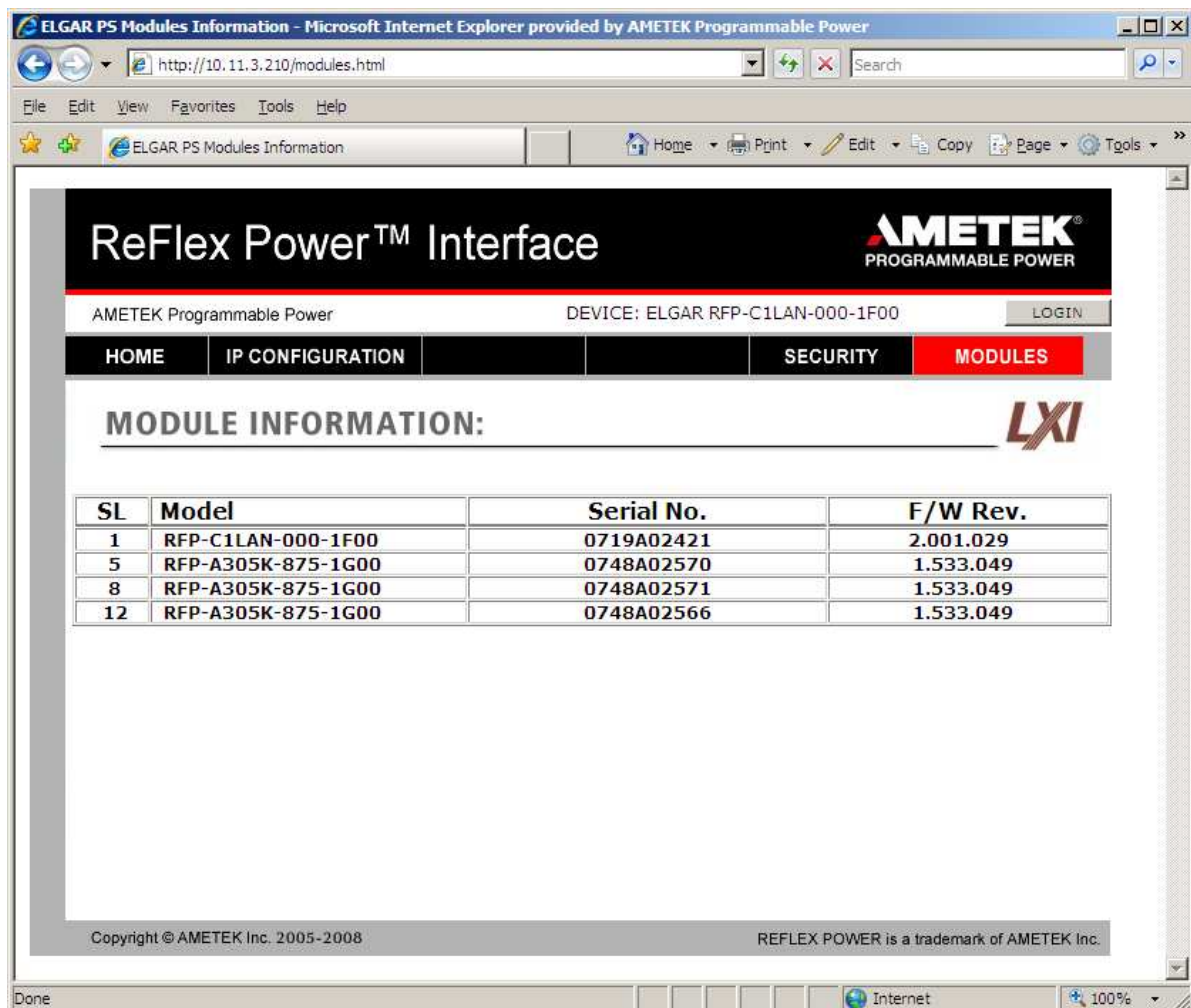 ELGAR PS Modules Information - Microsoft Internet Explorer provided by AMETEK Programmable Power
http://10.11.3.210/modules.html Search
File Edit View Favorites Tools Help
ELGAR PS Modules Information Home Print Edit Copy Page Tools »
ReFlex Power™ Interface AMETEK®
PROGRAMMABLE POWER
AMETEK Programmable Power DEVICE: ELGAR RFP-C1LAN-000-1F00 LOGIN
HOME IP CONFIGURATION SECURITY MODULES
MODULE INFORMATION: LXI
SL Model Serial No. F/W Rev.
1 RFP-C1LAN-000-1F00 0719A02421 2.001.029
5 RFP-A305K-875-1G00 0748A02570 1.533.049
8 RFP-A305K-875-1G00 0748A02571 1.533.049
12 RFP-A305K-875-1G00 0748A02566 1.533.049
Copyright © AMETEK Inc. 2005-2008 REFLEX POWER is a trademark of AMETEK Inc.
Done Internet 100%